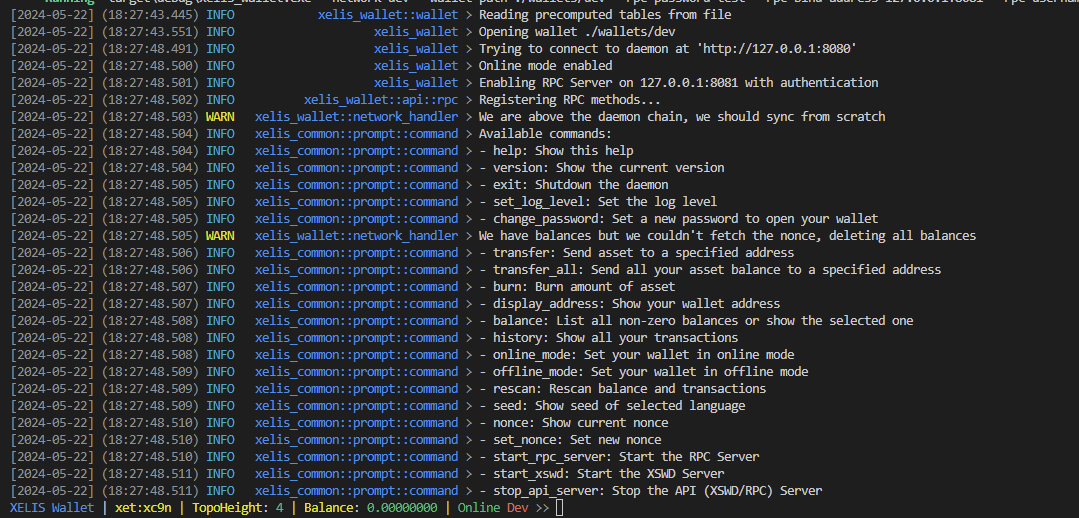 [2024-05-22] (18:27:43.445) INFO xelis_wallet::wallet > Reading precomputed tables from file
[2024-05-22] (18:27:43.551) INFO xelis_wallet > Opening wallet ./wallets/dev
[2024-05-22] (18:27:48.491) INFO xelis_wallet > Trying to connect to daemon at 'http://127.0.0.1:8080'
[2024-05-22] (18:27:48.500) INFO xelis_wallet > Online mode enabled
[2024-05-22] (18:27:48.501) INFO xelis_wallet > Enabling RPC Server on 127.0.0.1:8081 with authentication
[2024-05-22] (18:27:48.502) INFO xelis_wallet::api::rpc > Registering RPC methods...
[2024-05-22] (18:27:48.503) WARN xelis_wallet::network_handler > We are above the daemon chain, we should sync from scratch
[2024-05-22] (18:27:48.504) INFO xelis_common::prompt::command > Available commands:
[2024-05-22] (18:27:48.504) INFO xelis_common::prompt::command > - help: Show this help
[2024-05-22] (18:27:48.504) INFO xelis_common::prompt::command > - version: Show the current version
[2024-05-22] (18:27:48.505) INFO xelis_common::prompt::command > - exit: Shutdown the daemon
[2024-05-22] (18:27:48.505) INFO xelis_common::prompt::command > - set_log_level: Set the log level
[2024-05-22] (18:27:48.505) INFO xelis_common::prompt::command > - change_password: Set a new password to open your wallet
[2024-05-22] (18:27:48.505) WARN xelis_wallet::network_handler > We have balances but we couldn't fetch the nonce, deleting all balances
[2024-05-22] (18:27:48.506) INFO xelis_common::prompt::command > - transfer: Send asset to a specified address
[2024-05-22] (18:27:48.506) INFO xelis_common::prompt::command > - transfer_all: Send all your asset balance to a specified address
[2024-05-22] (18:27:48.507) INFO xelis_common::prompt::command > - burn: Burn amount of asset
[2024-05-22] (18:27:48.507) INFO xelis_common::prompt::command > - display_address: Show your wallet address
[2024-05-22] (18:27:48.508) INFO xelis_common::prompt::command > - balance: List all non-zero balances or show the selected one
[2024-05-22] (18:27:48.508) INFO xelis_common::prompt::command > - history: Show all your transactions
[2024-05-22] (18:27:48.508) INFO xelis_common::prompt::command > - online_mode: Set your wallet in online mode
[2024-05-22] (18:27:48.509) INFO xelis_common::prompt::command > - offline_mode: Set your wallet in offline mode
[2024-05-22] (18:27:48.509) INFO xelis_common::prompt::command > - rescan: Rescan balance and transactions
[2024-05-22] (18:27:48.509) INFO xelis_common::prompt::command > - seed: Show seed of selected language
[2024-05-22] (18:27:48.510) INFO xelis_common::prompt::command > - nonce: Show current nonce
[2024-05-22] (18:27:48.510) INFO xelis_common::prompt::command > - set_nonce: Set new nonce
[2024-05-22] (18:27:48.510) INFO xelis_common::prompt::command > - start_rpc_server: Start the RPC Server
[2024-05-22] (18:27:48.511) INFO xelis_common::prompt::command > - start_xswd: Start the XSWD Server
[2024-05-22] (18:27:48.511) INFO xelis_common::prompt::command > - stop_api_server: Stop the API (XSWD/RPC) Server
XELIS Wallet | xet:xc9n | TopoHeight: 4 | Balance: 0.00000000 | Online Dev >>